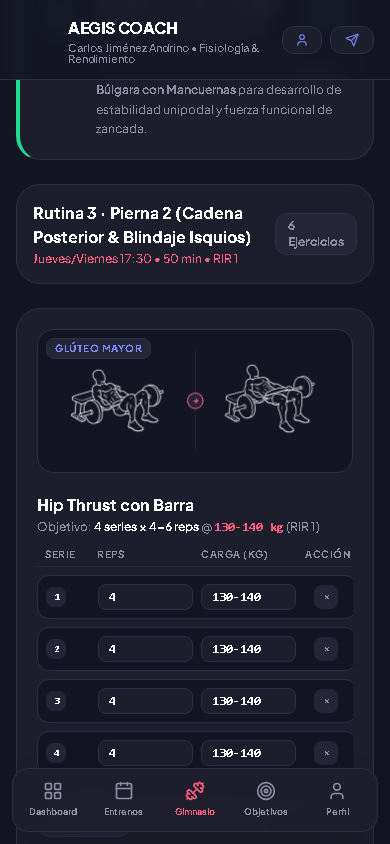 AEGIS COACH
Carlos Jiménez Andrino • Fisiología &
Rendimiento
Búlgara con Mancuernas para desarrollo de
estabilidad unipodal y fuerza funcional de
zancada.
Rutina 3 · Pierna 2 (Cadena
Posterior & Blindaje Isquios)
Jueves/Viernes 17:30 • 50 min • RIR 1
6
Ejercicios
GLÚTEO MAYOR
Hip Thrust con Barra
Objetivo: 4 series x 4–6 reps @ 130-140 kg (RIR 1)
SERIE REPS CARGA (KG) ACCIÓN
1 4 130-140 ×
2 4 130-140 ×
3 4 130-140 ×
4 4 130-140 ×
Dashboard Entrenos Gimnasio Objetivos Perfil